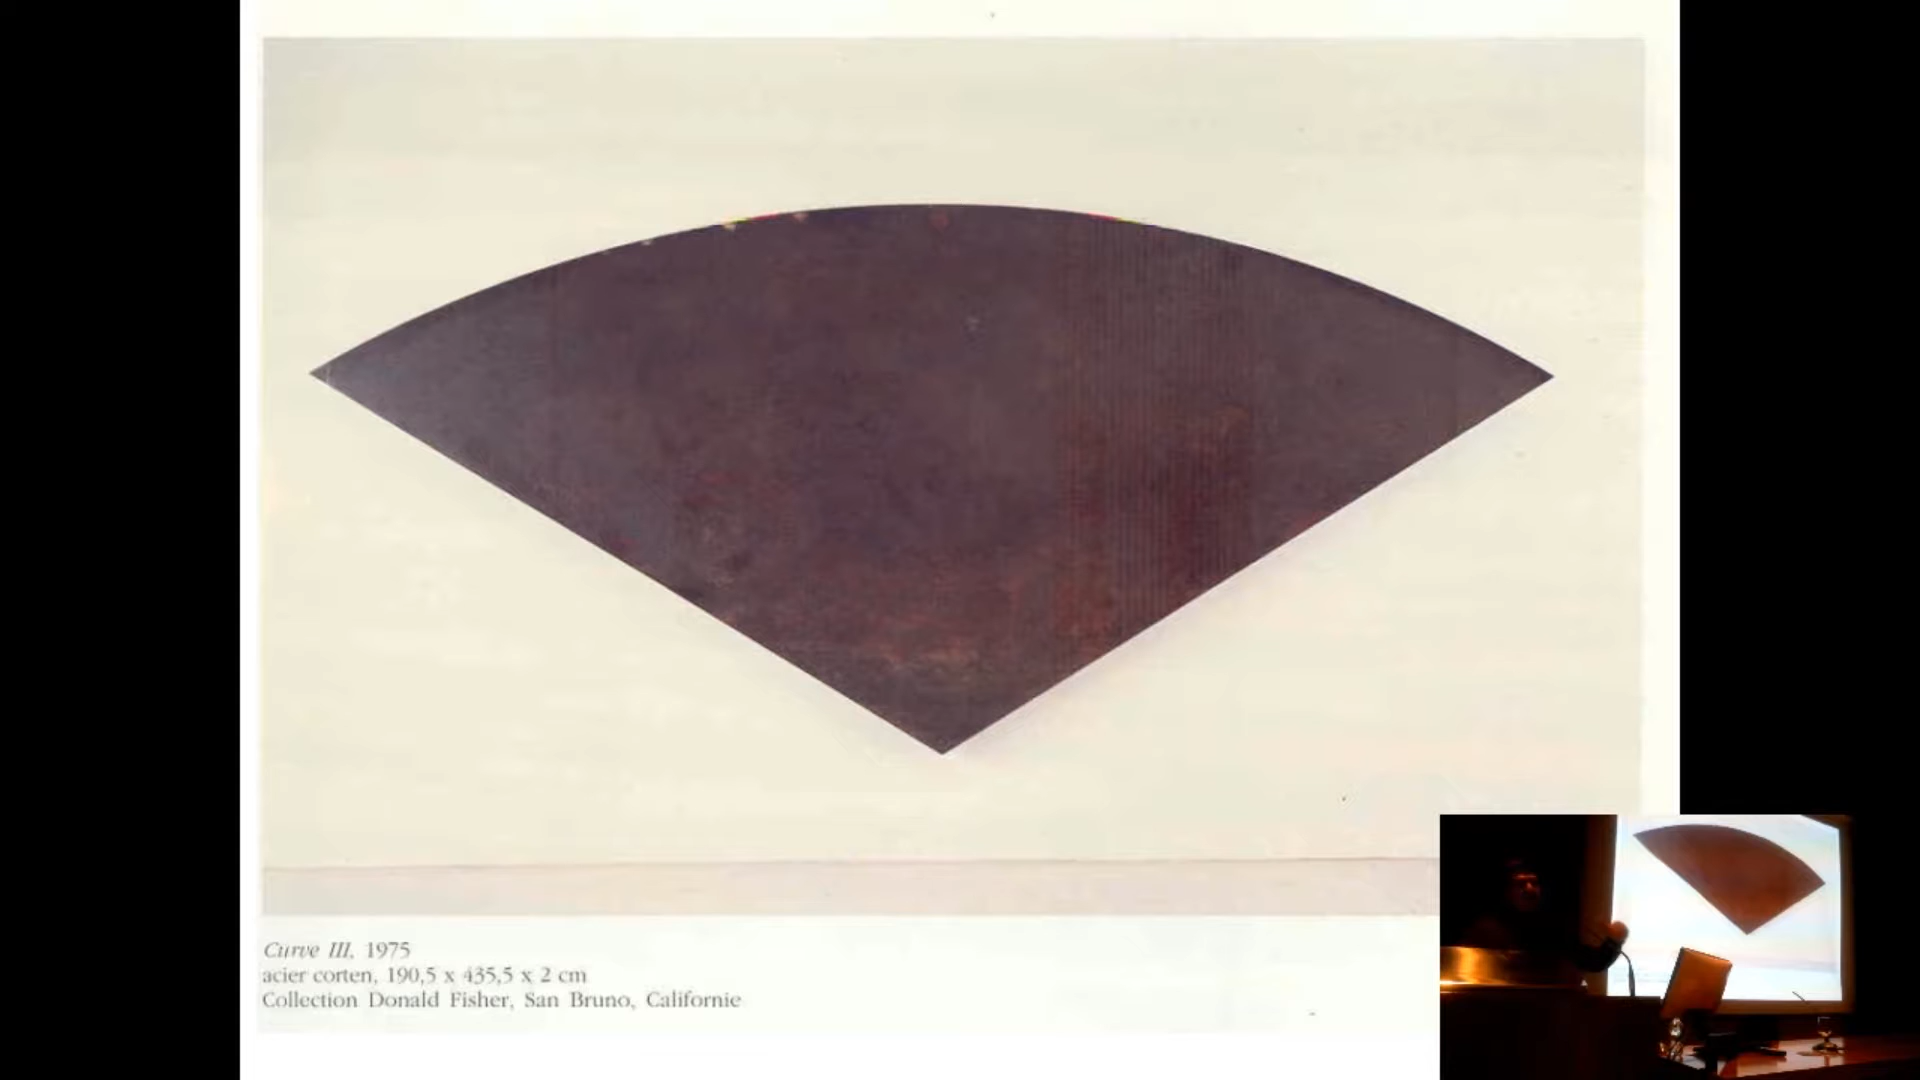 Curve III, 1975
acier corten, 190,5 x 435,5 x 2 cm
Collection Donald Fisher, San Bruno, Californie